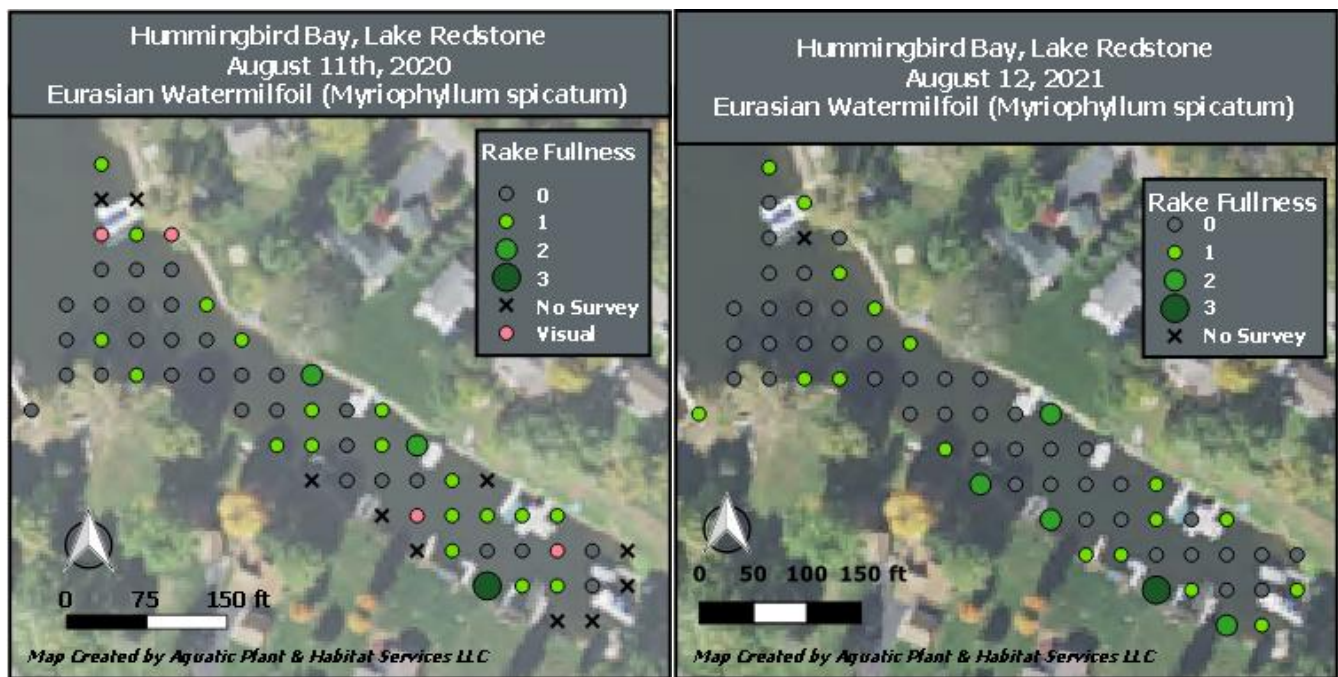 Hummingbird Bay, Lake Redstone
August 11th, 2020
Eurasian Watermilfoil (Myriophyllum spicatum)
Rake Fullness
0
1
2
3
No Survey
Visual
0 75 150 ft
Map Created by Aquatic Plant & Habitat Services LLC
Hummingbird Bay, Lake Redstone
August 12, 2021
Eurasian Watermilfoil (Myriophyllum spicatum)
Rake Fullness
0
1
2
3
No Survey
0 50 100 150 ft
Map Created by Aquatic Plant & Habitat Services LLC